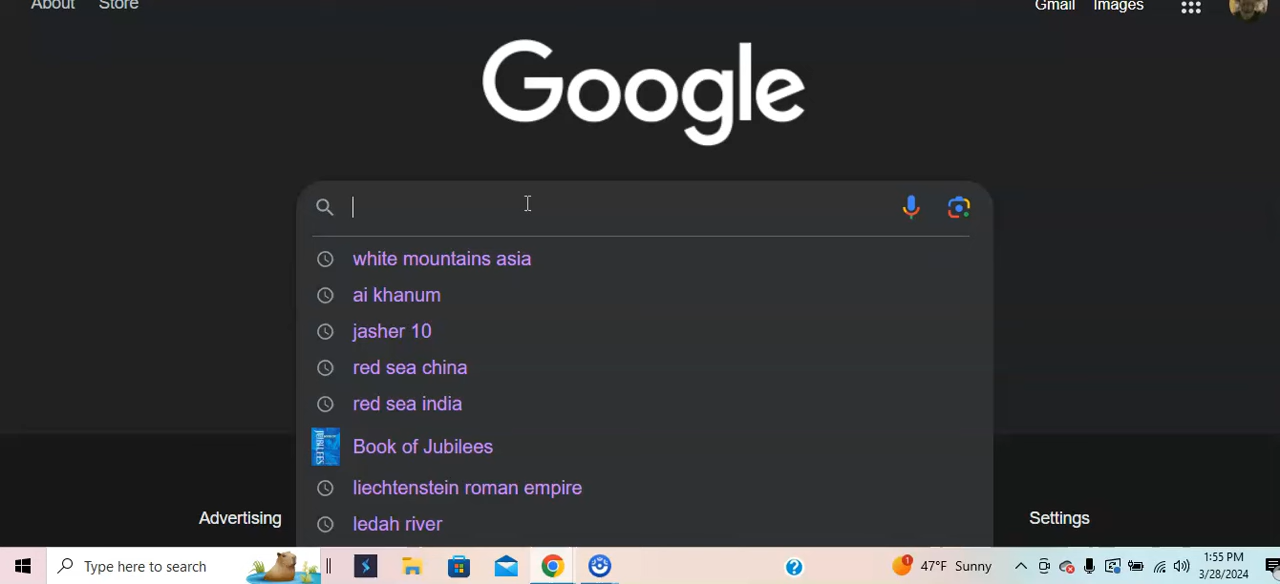 About Store Gmail Images
Google
white mountains asia
ai khanum
jasher 10
red sea china
red sea india
JUBILEES Book of Jubilees
liechtenstein roman empire
ledah river
Advertising Settings
Type here to search 47°F Sunny 1:55 PM
3/28/2024